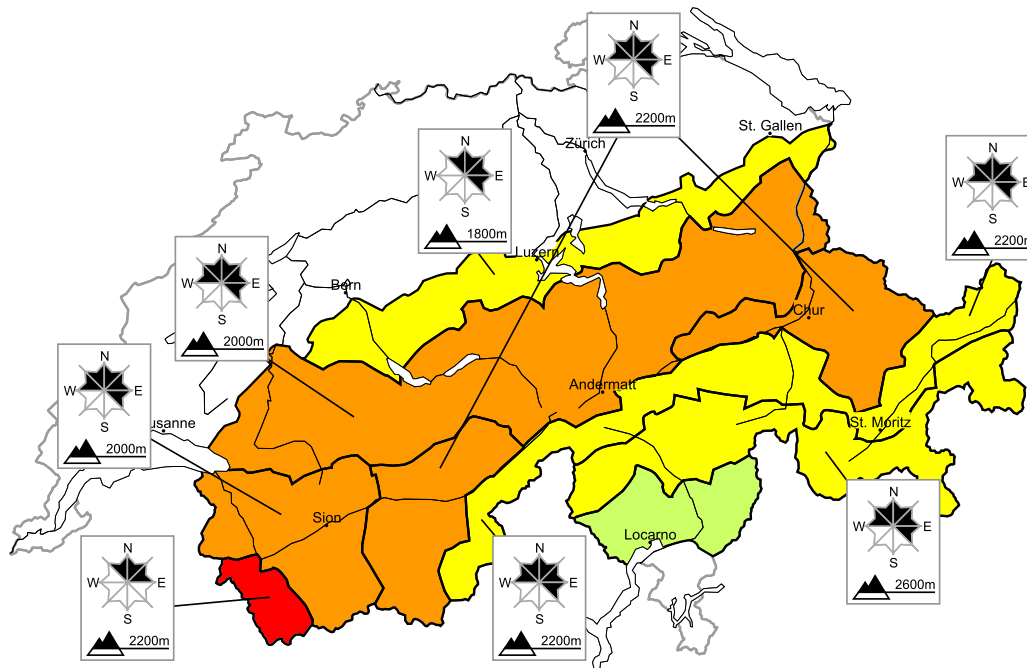 N
W E
S
2200m
St. Gallen
Zürich
N
W E
S
1800m
N
W E
S
2200m
Luzern
N
W E
S
2000m
Bern
Chur
N
W E
S
2000m
Andermatt
usanne
St. Moritz
N
W E
S
2600m
Sion
Locarno
N
W E
S
2200m
N
W E
S
2200m